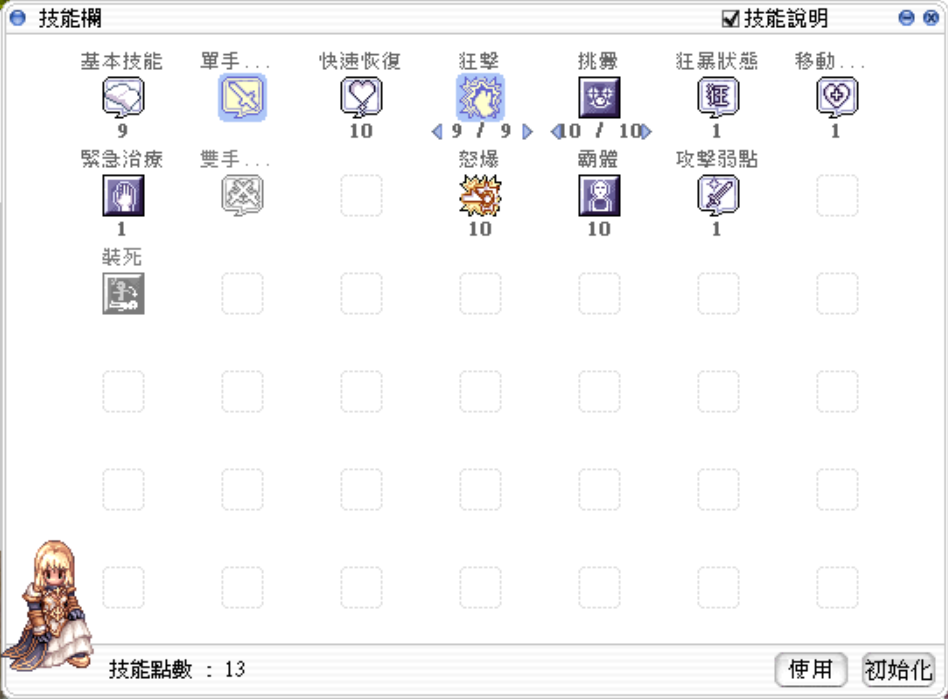 技能欄 技能說明
基本技能 單手... 快速恢復 狂擊 挑釁 狂暴狀態 移動...
9 10 9 / 9 10 / 10 1 1
緊急治療 雙手... 怒爆 霸體 攻擊弱點
1 10 10 1
裝死
技能點數 : 13 使用 初始化